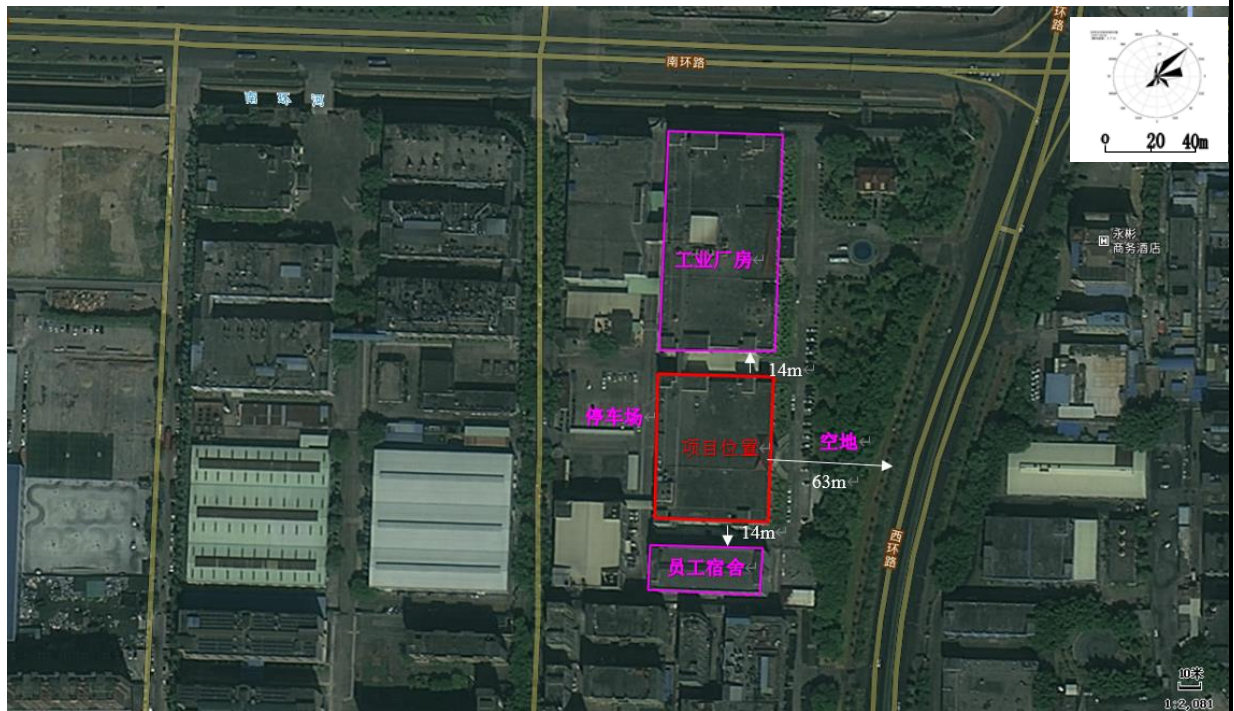 环路
南环路
南 环 河
0 20 40m
永彬
商务酒店
工业厂房
14m
停车场
项目位置
空地
63m
14m
西环路
员工宿舍
10米
1:2,081